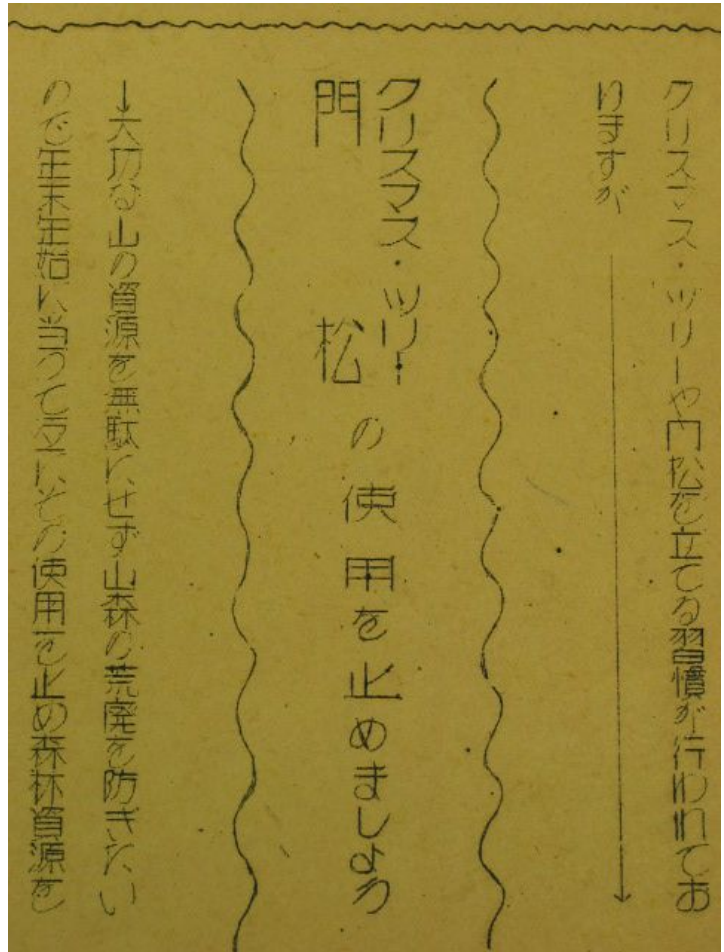 クリスマス・ツリーや門松を立てる習慣が行われてお
りますが
クリスマス・ツリー
門松
の使用を止めましょう
大切な山の資源を無駄にせず山森の荒廃を防ぎたい
ので年末年始に当って互にその使用を止め森林資源を